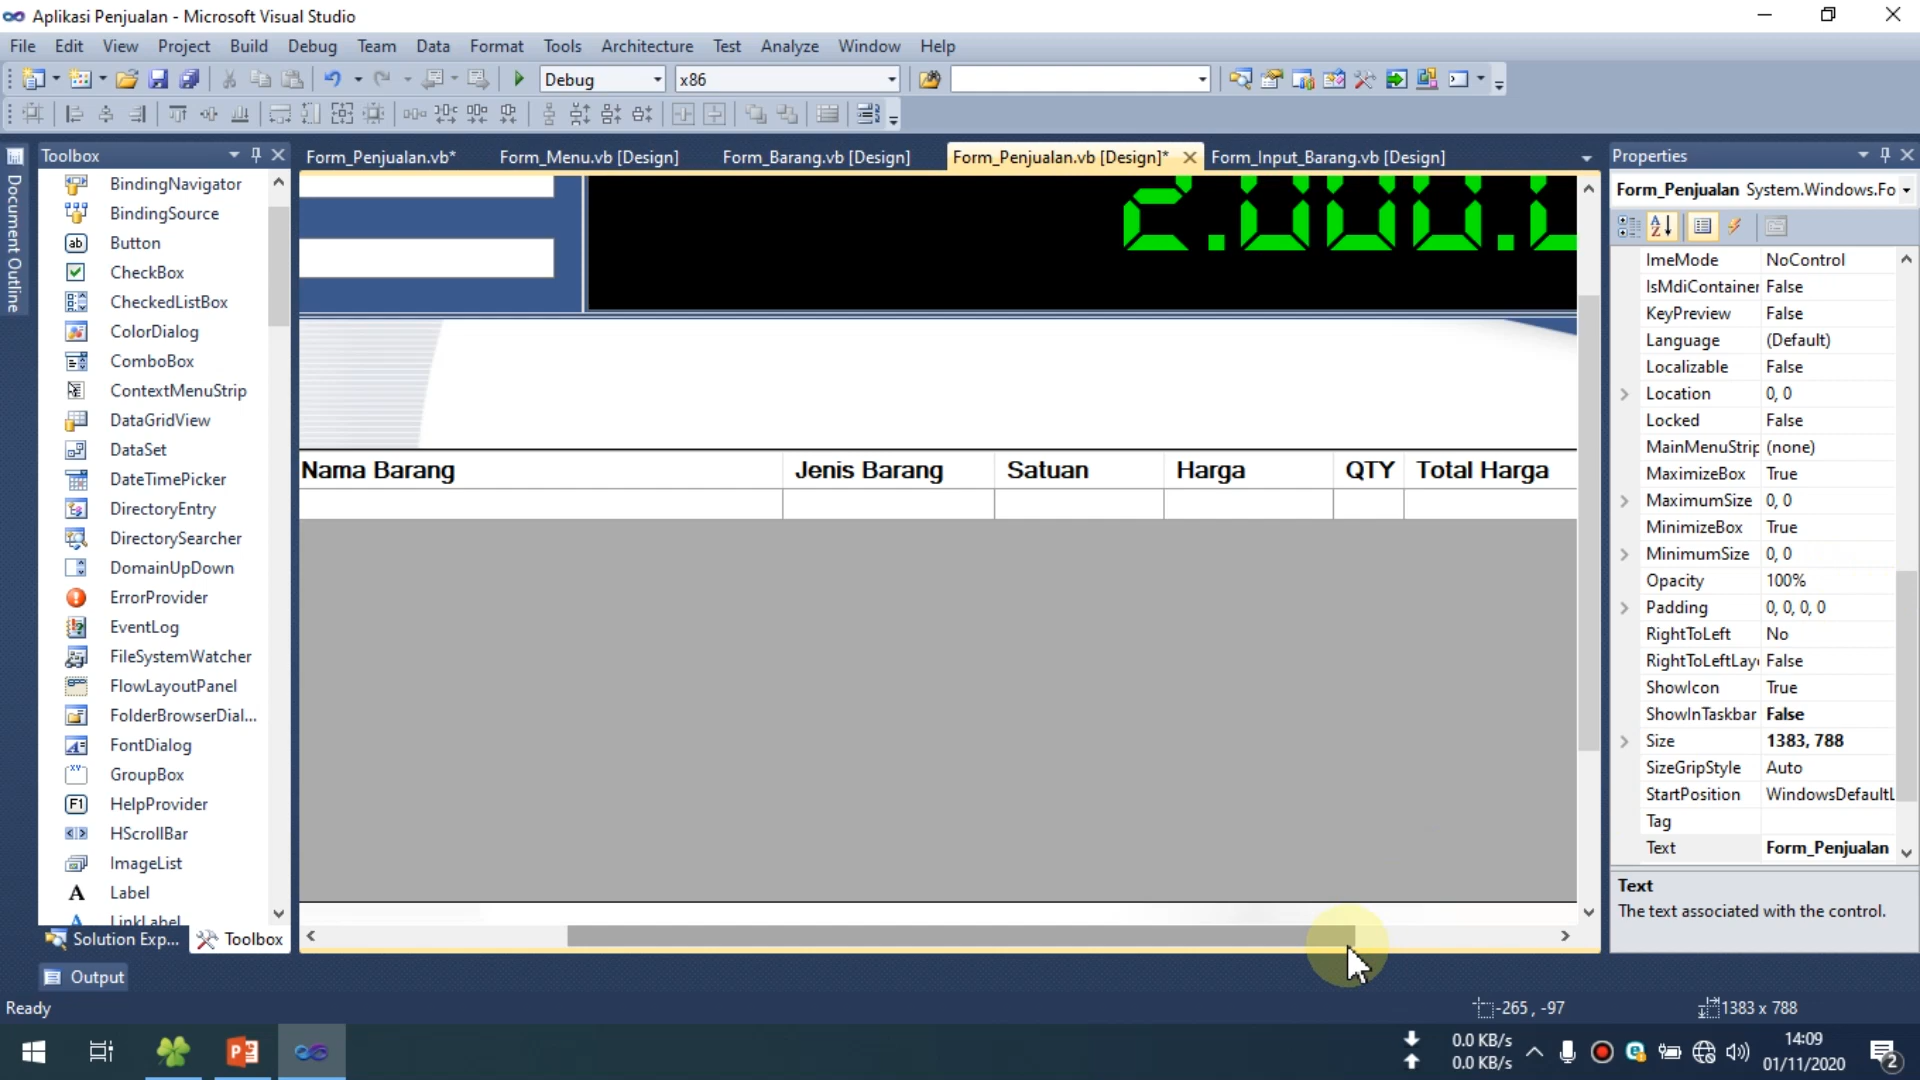 Aplikasi Penjualan - Microsoft Visual Studio
File Edit View Project Build Debug Team Data Format Tools Architecture Test Analyze Window Help
Debug x86
Document Outline
Toolbox
BindingNavigator
BindingSource
Button
CheckBox
CheckedListBox
ColorDialog
ComboBox
ContextMenuStrip
DataGridView
DataSet
DateTimePicker
DirectoryEntry
DirectorySearcher
DomainUpDown
ErrorProvider
EventLog
FileSystemWatcher
FlowLayoutPanel
FolderBrowserDial...
FontDialog
GroupBox
HelpProvider
HScrollBar
ImageList
Label
LinkLabel
Solution Exp... Toolbox
Output
Form_Penjualan.vb* Form_Menu.vb [Design] Form_Barang.vb [Design] Form_Penjualan.vb [Design]* Form_Input_Barang.vb [Design]
2.000.
Nama Barang Jenis Barang Satuan Harga QTY Total Harga
Properties
Form_Penjualan System.Windows.Fo
ImeMode NoControl
IsMdiContainer False
KeyPreview False
Language (Default)
Localizable False
Location 0, 0
Locked False
MainMenuStrip (none)
MaximizeBox True
MaximumSize 0, 0
MinimizeBox True
MinimumSize 0, 0
Opacity 100%
Padding 0, 0, 0, 0
RightToLeft No
RightToLeftLay False
ShowIcon True
ShowInTaskbar False
Size 1383, 788
SizeGripStyle Auto
StartPosition WindowsDefaultL
Tag
Text Form_Penjualan
Text
The text associated with the control.
Ready -265 , -97 1383 x 788
0.0 KB/s
0.0 KB/s
14:09
01/11/2020
2